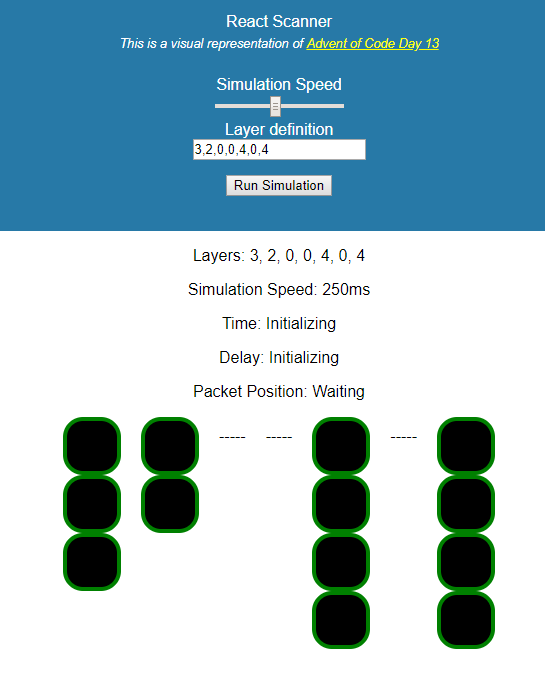 React Scanner
This is a visual representation of Advent of Code Day 13
Simulation Speed
Layer definition
3,2,0,0,4,0,4
Run Simulation
Layers: 3, 2, 0, 0, 4, 0, 4
Simulation Speed: 250ms
Time: Initializing
Delay: Initializing
Packet Position: Waiting
----- ----- -----